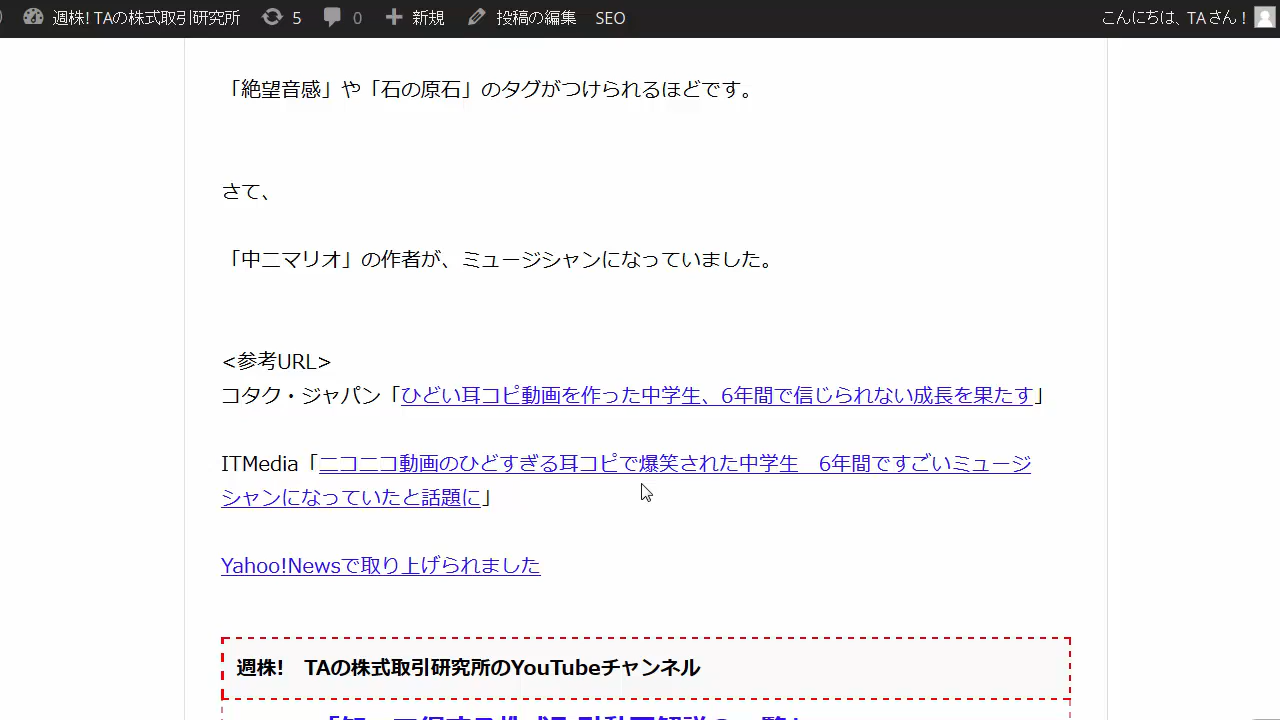 週株! TAの株式取引研究所 5 0 新規 投稿の編集 SEO こんにちは、TAさん！
「絶望音感」や「石の原石」のタグがつけられるほどです。
さて、
「中二マリオ」の作者が、ミュージシャンになっていました。
<参考URL>
コタク・ジャパン「ひどい耳コピ動画を作った中学生、6年間で信じられない成長を果たす」
ITMedia「ニコニコ動画のひどすぎる耳コピで爆笑された中学生　6年間ですごいミュージ
シャンになっていたと話題に」
Yahoo!Newsで取り上げられました
週株!　TAの株式取引研究所のYouTubeチャンネル